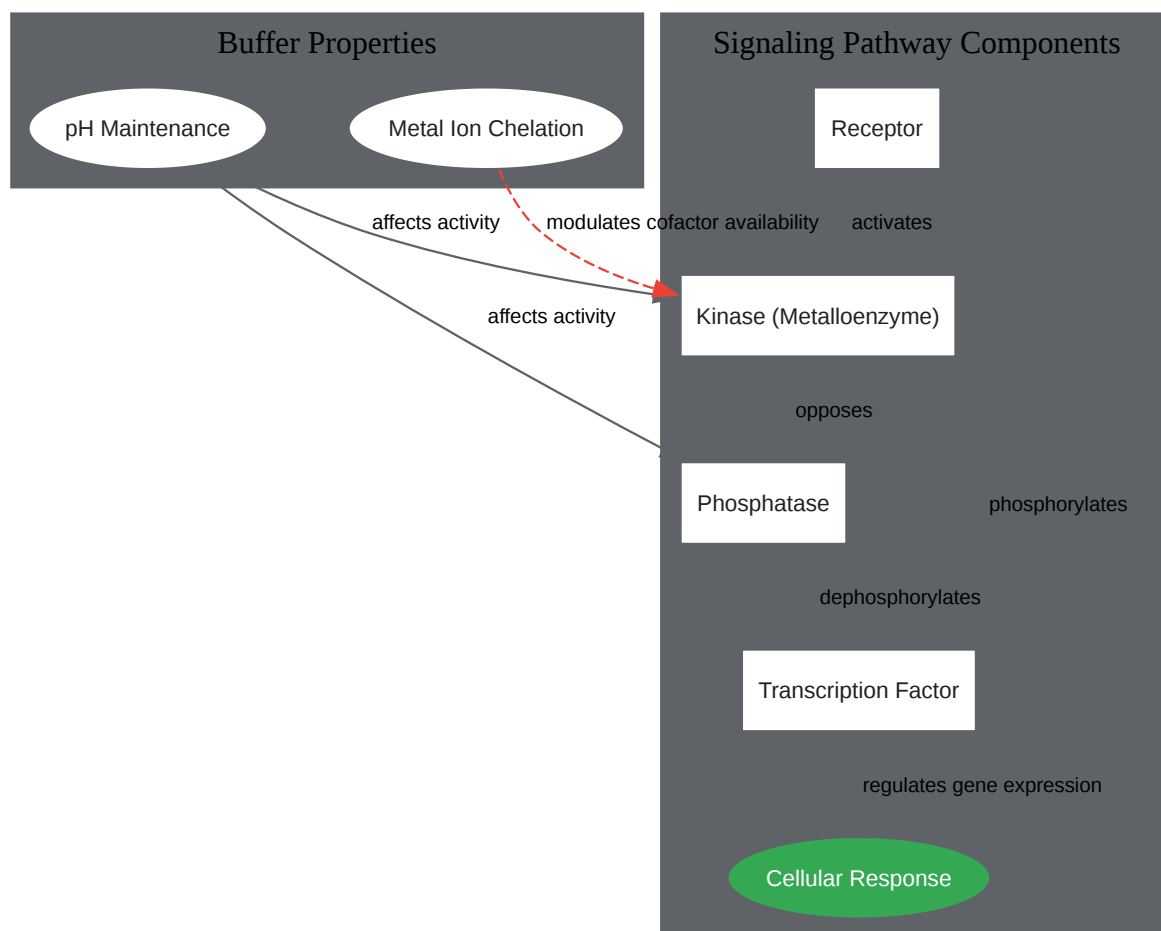 Buffer Properties
pH Maintenance
Metal Ion Chelation
affects activity
modulates cofactor availability
affects activity
Signaling Pathway Components
Receptor
activates
Kinase (Metalloenzyme)
opposes
Phosphatase
phosphorylates
dephosphorylates
Transcription Factor
regulates gene expression
Cellular Response